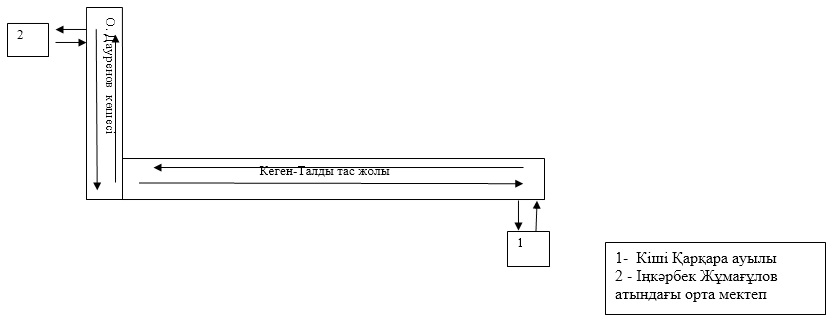 2
О. Дауренов көшесі
Кеген-Талды тас жолы
1
1- Кіші Қарқара ауылы
2 - Іңкәрбек Жұмағұлов
атындағы орта мектеп